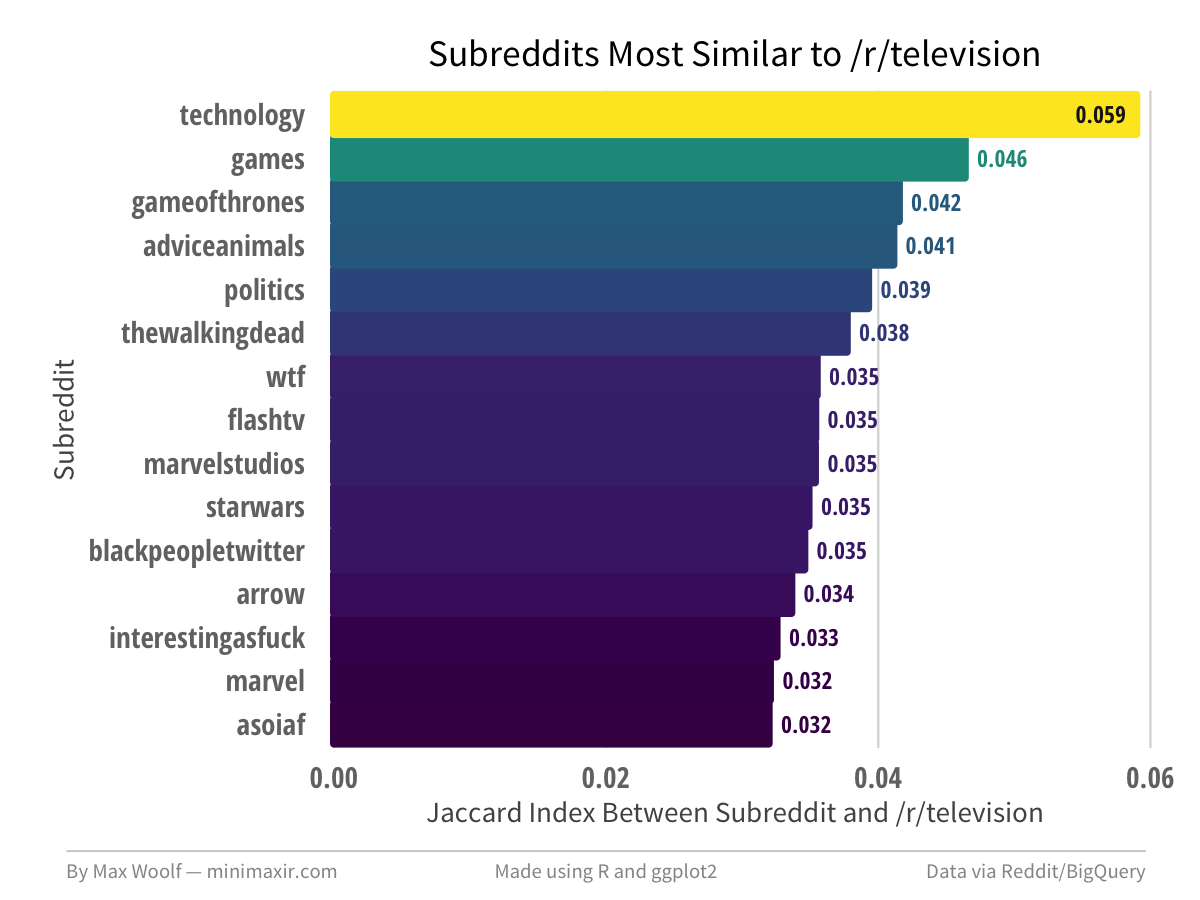 Subreddits Most Similar to /r/television
technology 0.059
games 0.046
gameofthrones 0.042
adviceanimals 0.041
politics 0.039
thewalkingdead 0.038
wtf 0.035
flashtv 0.035
marvelstudios 0.035
starwars 0.035
blackpeopletwitter 0.035
arrow 0.034
interestingasfuck 0.033
marvel 0.032
asoiaf 0.032
Subreddit
0.00 0.02 0.04 0.06
Jaccard Index Between Subreddit and /r/television
By Max Woolf — minimaxir.com Made using R and ggplot2 Data via Reddit/BigQuery